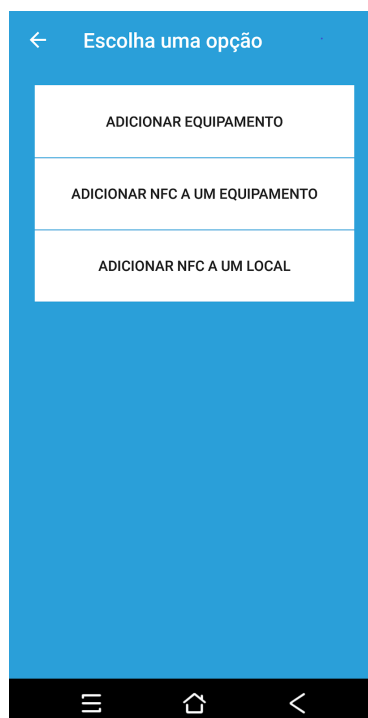 Escolha uma opção
ADICIONAR EQUIPAMENTO
ADICIONAR NFC A UM EQUIPAMENTO
ADICIONAR NFC A UM LOCAL